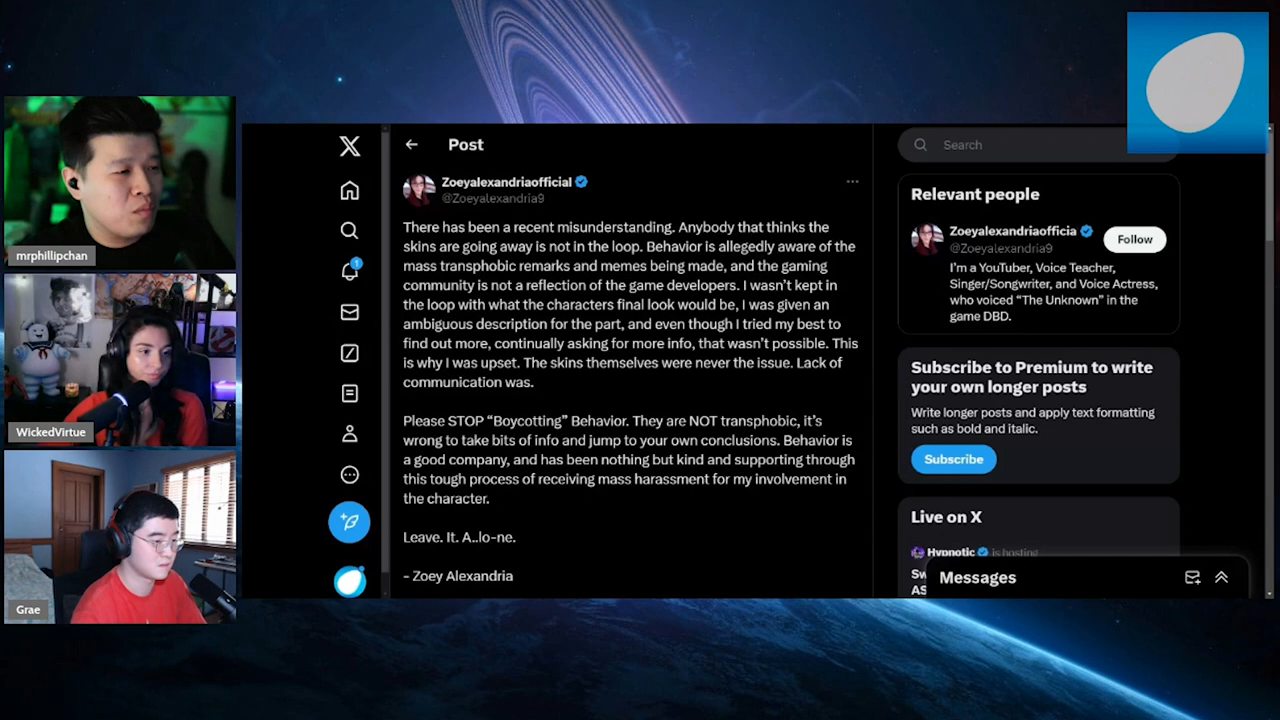 mrphillipchan
WickedVirtue
Grae
1
Post
Zoeyalexandriaofficial
@Zoeyalexandria9
There has been a recent misunderstanding. Anybody that thinks the
skins are going away is not in the loop. Behavior is allegedly aware of the
mass transphobic remarks and memes being made, and the gaming
community is not a reflection of the game developers. I wasn't kept in
the loop with what the characters final look would be, I was given an
ambiguous description for the part, and even though I tried my best to
find out more, continually asking for more info, that wasn't possible. This
is why I was upset. The skins themselves were never the issue. Lack of
communication was.
Please STOP “Boycotting” Behavior. They are NOT transphobic, it's
wrong to take bits of info and jump to your own conclusions. Behavior is
a good company, and has been nothing but kind and supporting through
this tough process of receiving mass harassment for my involvement in
the character.
Leave. It. A..lo-ne.
- Zoey Alexandria
Search
Relevant people
Zoeyalexandriaofficia
@Zoeyalexandria9
Follow
I'm a YouTuber, Voice Teacher,
Singer/Songwriter, and Voice Actress,
who voiced “The Unknown” in the
game DBD.
Subscribe to Premium to write
your own longer posts
Write longer posts and apply text formatting
such as bold and italic.
Subscribe
Live on X
Hypnotic is hosting
Messages